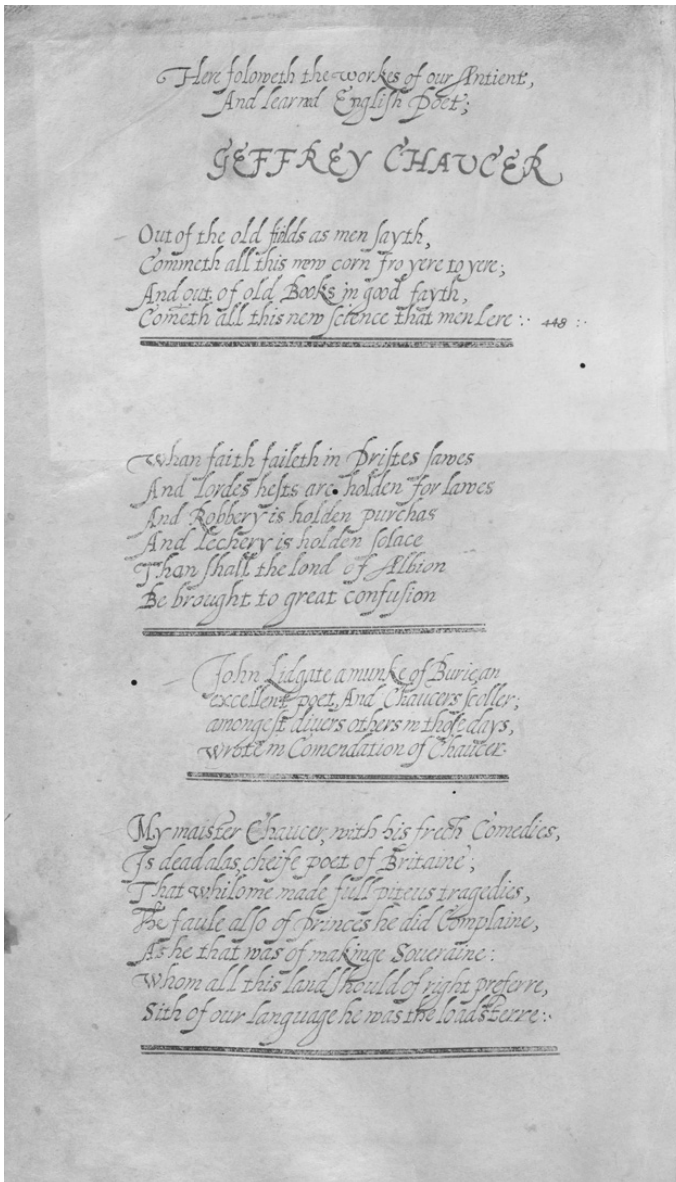 Here foloweth the workes of our Æntient,
And learned English Poet;
GEFFREY CHAUCER
Out of the old fields as men sayth,
Commeth all this new corn fro yere to yere;
And out of old Books in good fayth,
Cometh all this new science that men Lere 448
Whan faith faileth in Pristes sawes
And Lordes hests are holden for lawes
And Robbery is holden purchas
And Lechery is holden solace
Than shall the lond of Ælbion
Be brought to great confusion
John Lidgate a munke of Burie, an
excellent poet, And Chaucers scoller;
amongest divers others in those days,
wrote in Comendation of Chaucer.
My maister Chaucer, with his fresh Comedies,
Is dead alas, cheife poet of Britaine;
That whilome made full piteus tragedies,
The faule also of Princes he did Complaine,
As he that was of makinge Soveraine:
Whom all this land should of right preferre,
Sith of our language he was the loadsterre: